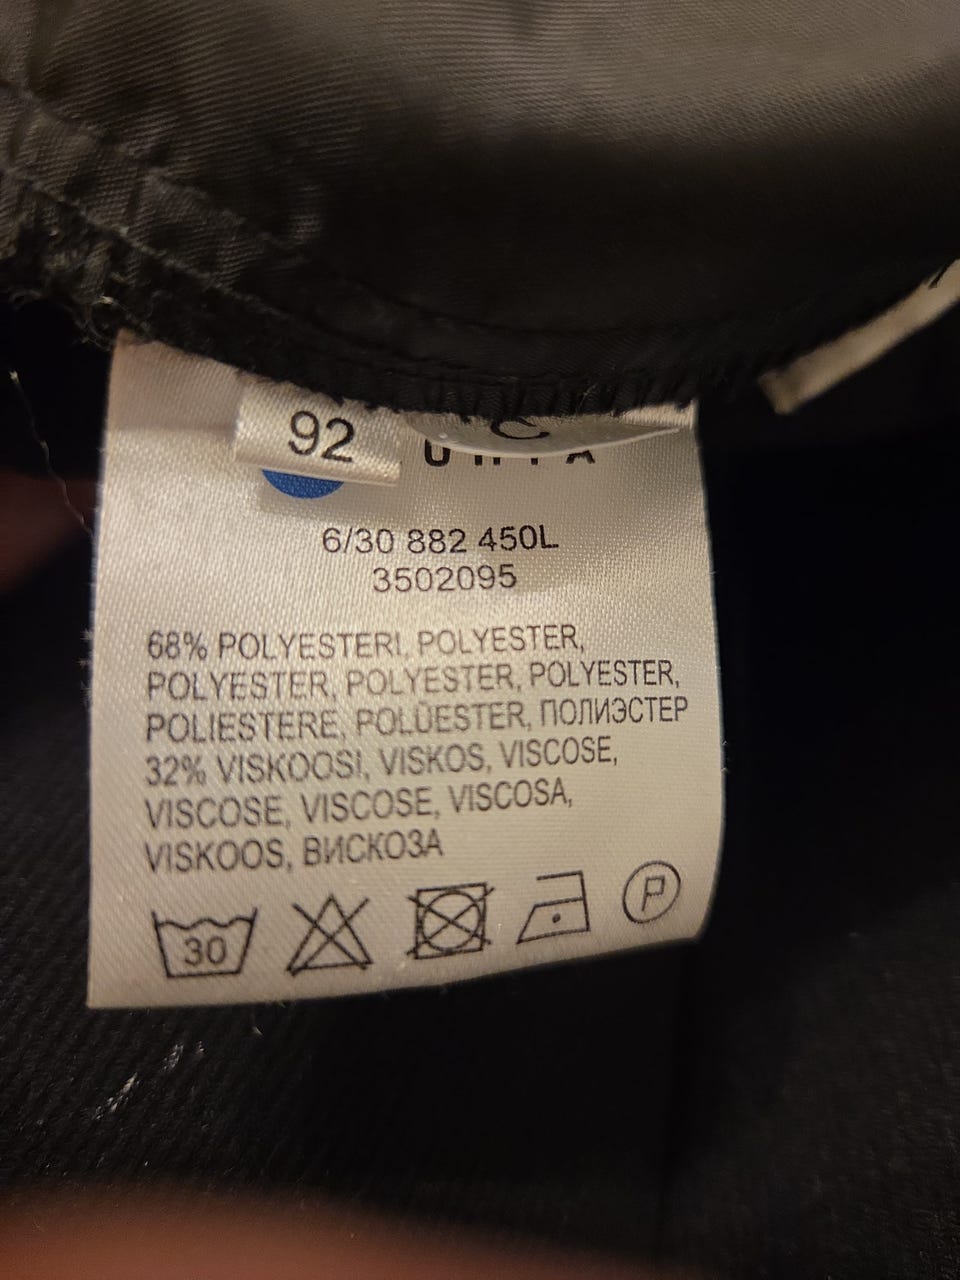 92
C
6/30 882 450L
3502095
68% POLYESTERI, POLYESTER,
POLYESTER, POLYESTER, POLYESTER,
POLIESTERE, POLÜESTER, ПОЛИЭСТЕР
32% VISKOOSI, VISKOS, VISCOSE,
VISCOSE, VISCOSE, VISCOSA,
VISKOOS, ВИСКОЗА
30
P